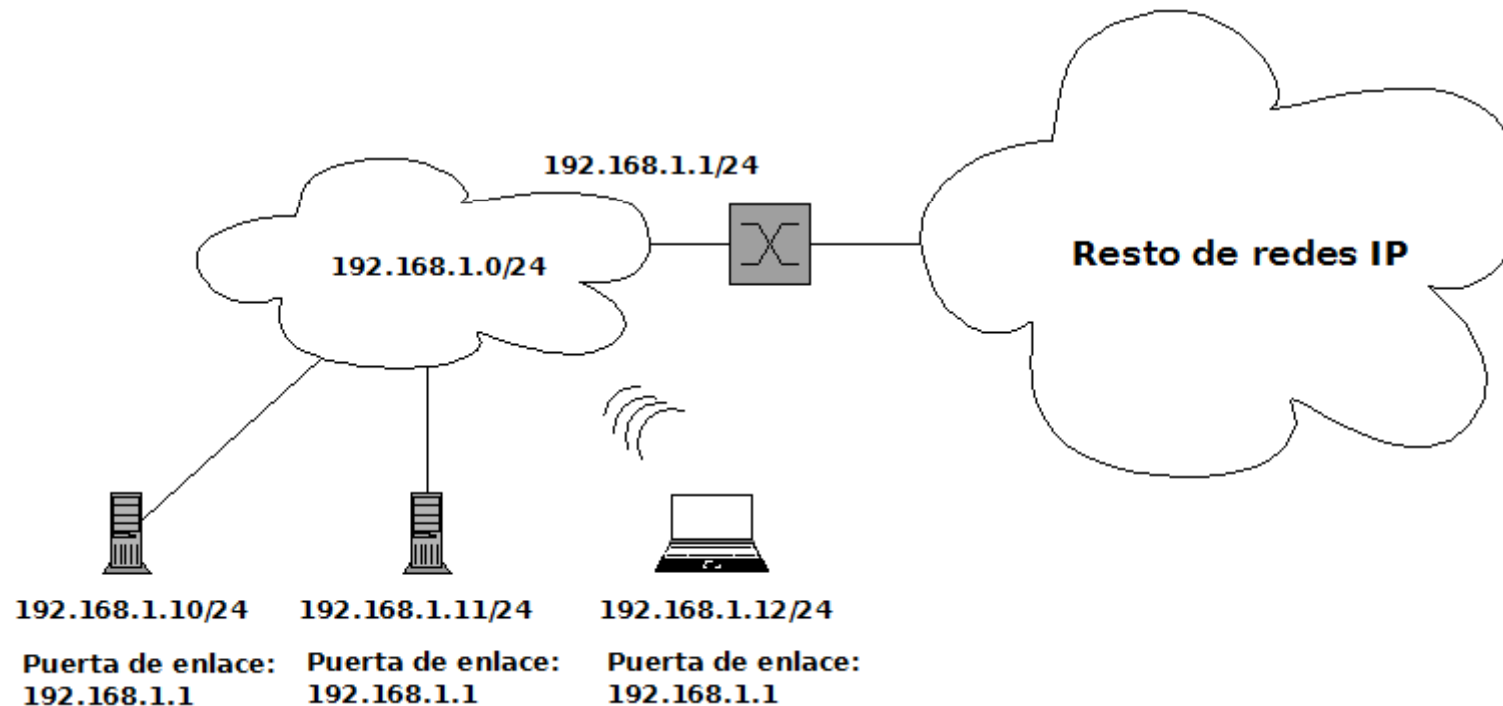 192.168.1.1/24
192.168.1.0/24
Resto de redes IP
192.168.1.10/24
192.168.1.11/24
192.168.1.12/24
Puerta de enlace:
192.168.1.1
Puerta de enlace:
192.168.1.1
Puerta de enlace:
192.168.1.1